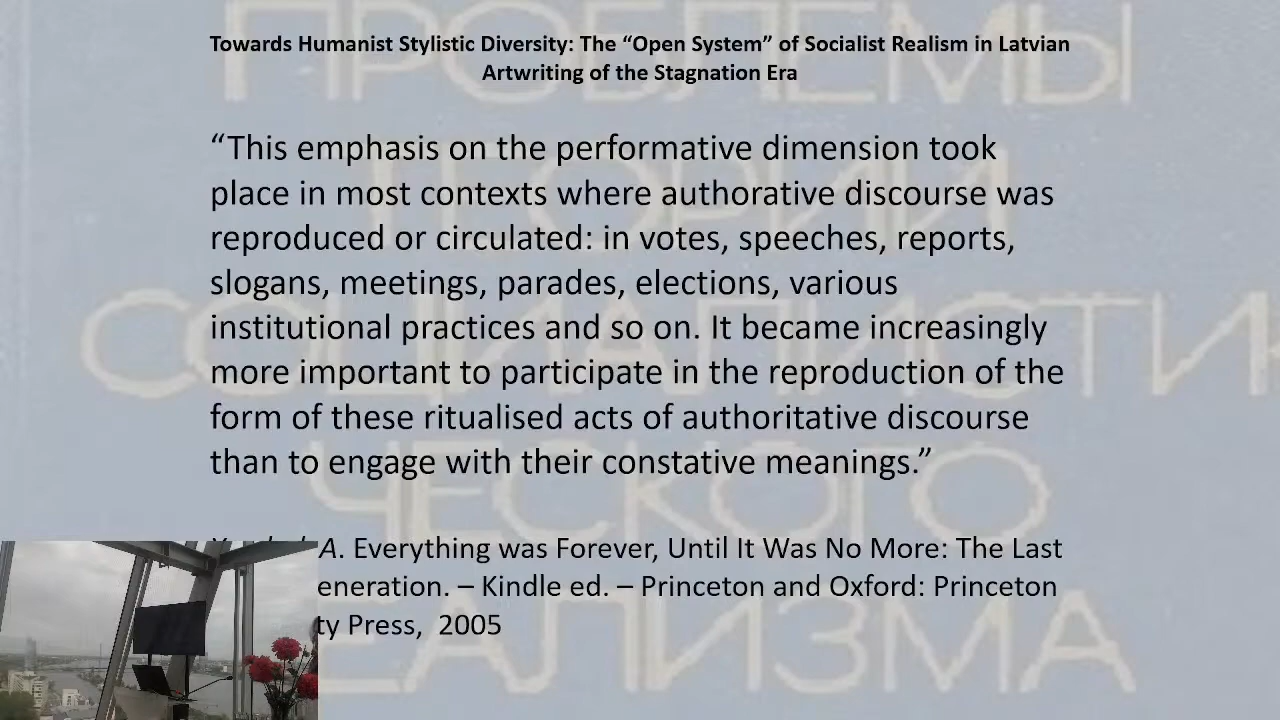 Towards Humanist Stylistic Diversity: The “Open System” of Socialist Realism in Latvian
Artwriting of the Stagnation Era
“This emphasis on the performative dimension took
place in most contexts where authorative discourse was
reproduced or circulated: in votes, speeches, reports,
slogans, meetings, parades, elections, various
institutional practices and so on. It became increasingly
more important to participate in the reproduction of the
form of these ritualised acts of authoritative discourse
than to engage with their constative meanings.”
A. Everything was Forever, Until It Was No More: The Last
eneration. – Kindle ed. – Princeton and Oxford: Princeton
ty Press, 2005
ПРОБЛЕМЫ
ТЕОРИИ
СОЦИАЛИСТИ
ЧЕСКОГО
ЕАЛИЗМА